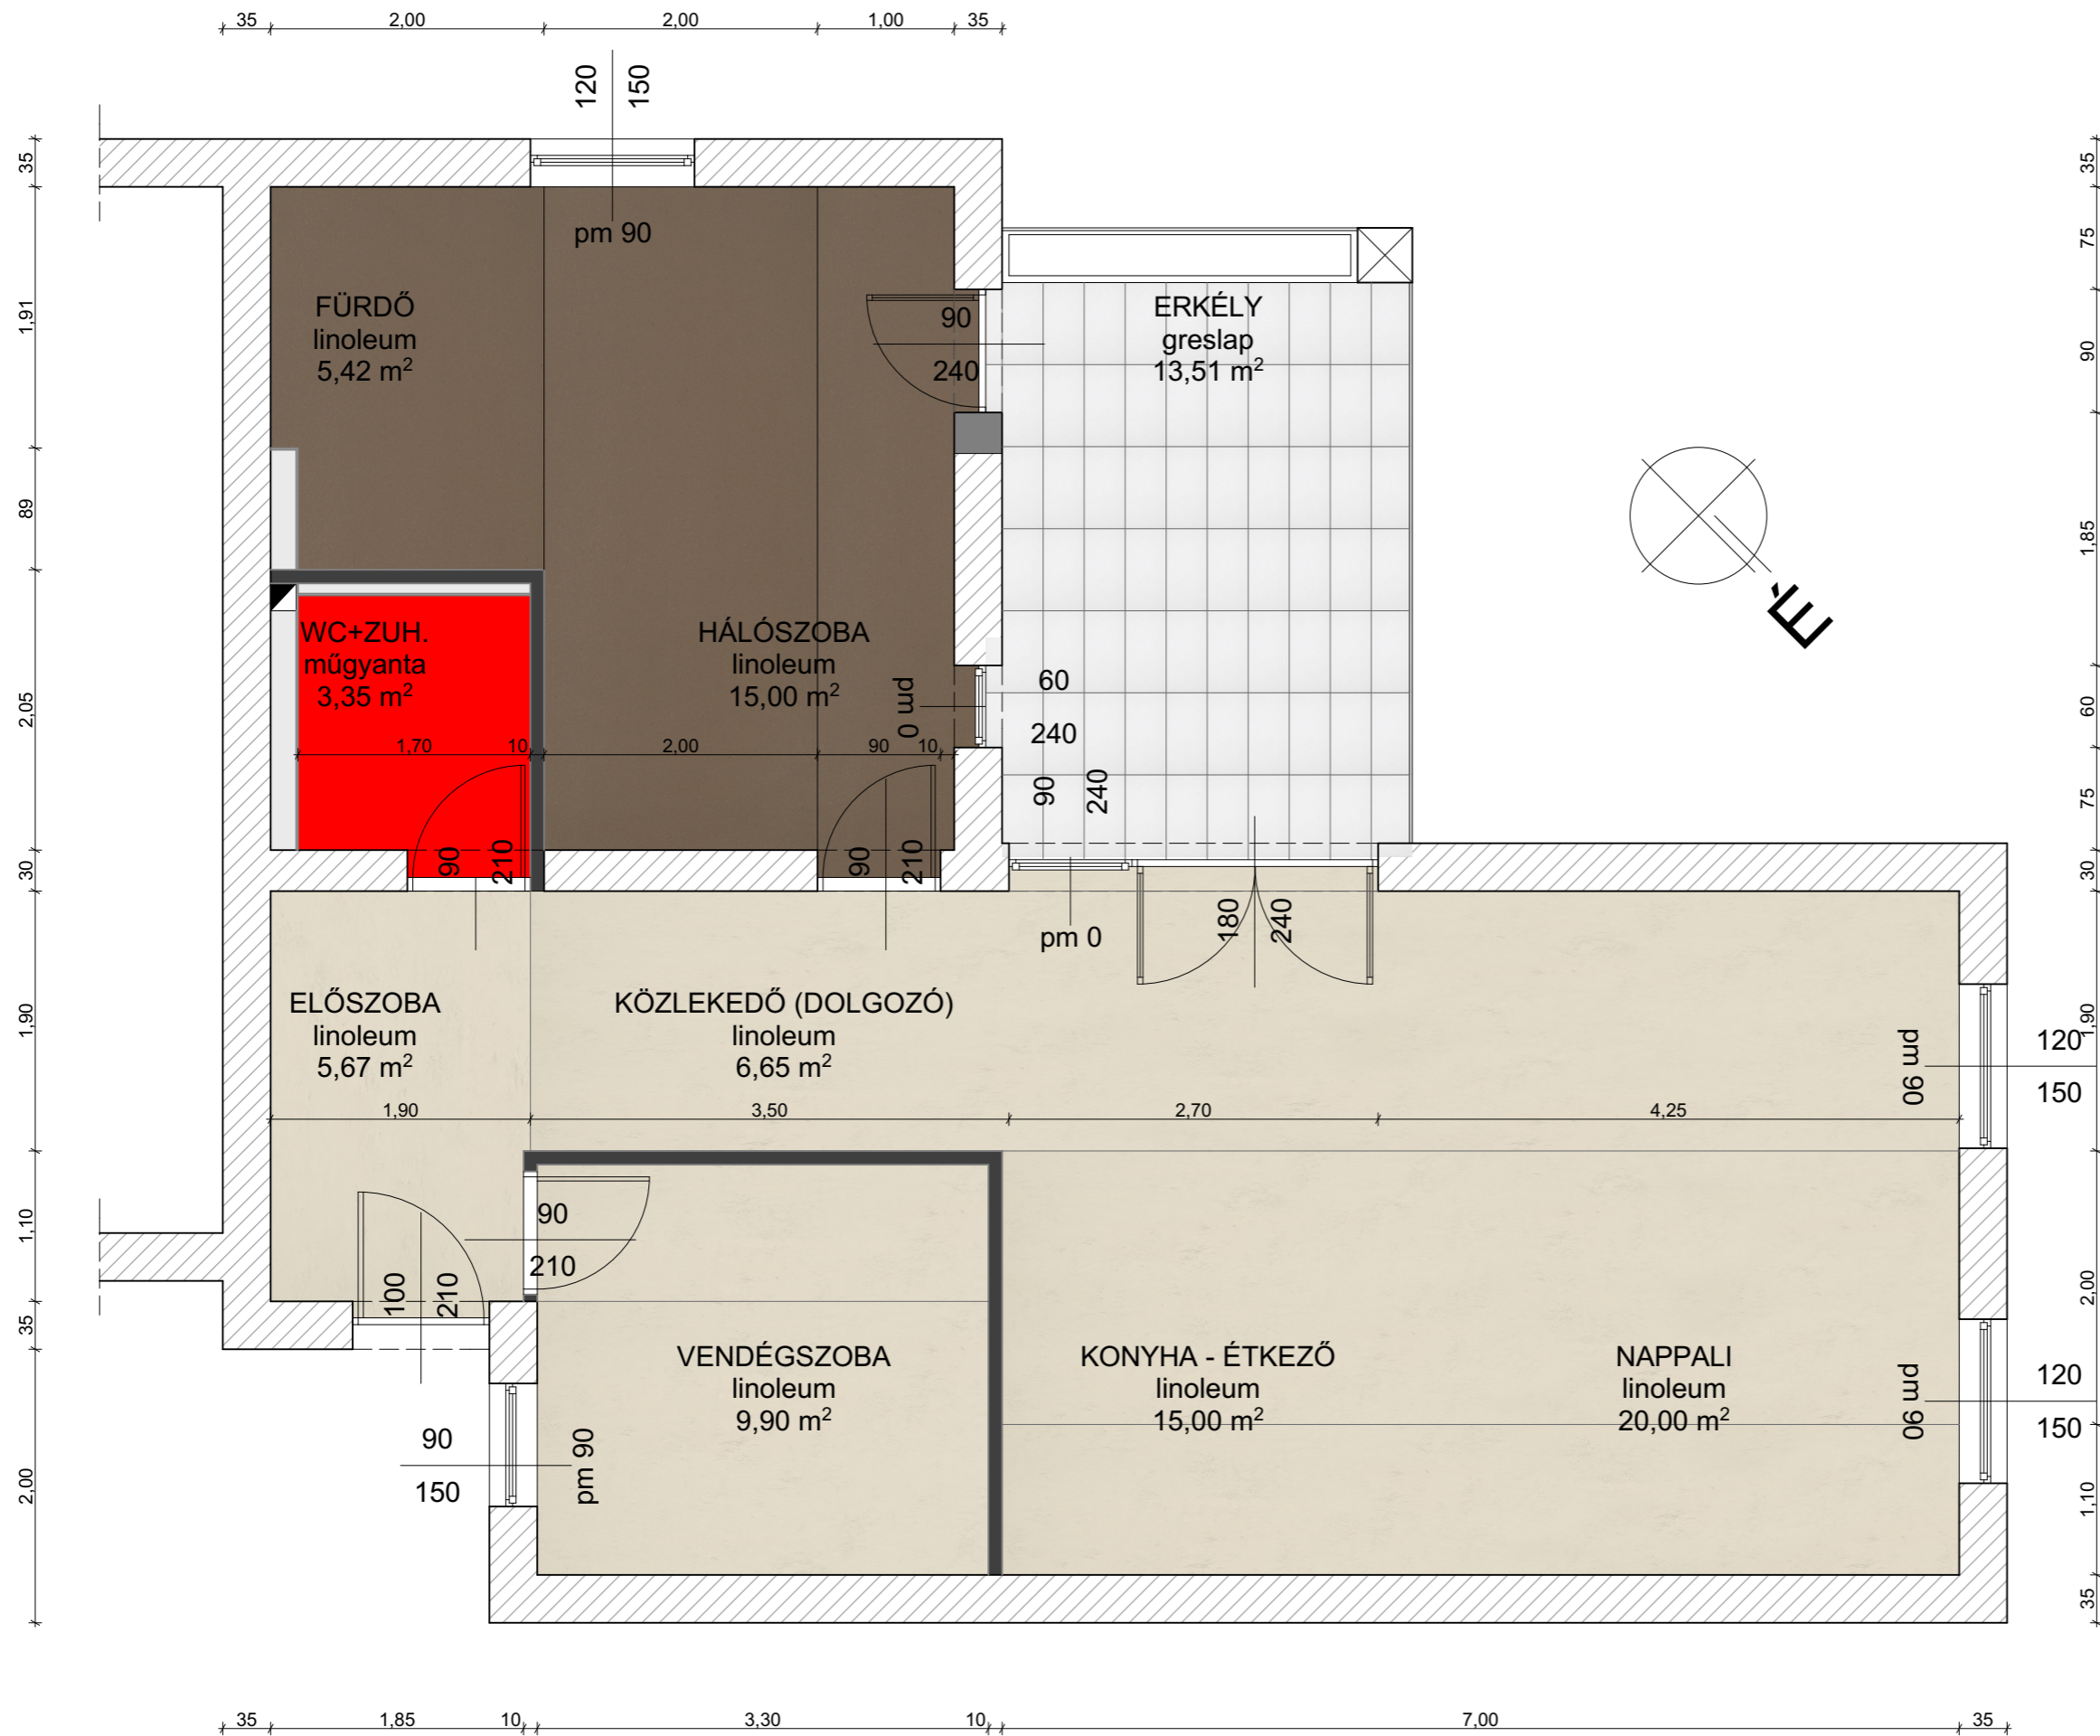 35 2,00 2,00 1,00 35
120 150
pm 90
FÜRDŐ
linoleum
5,42 m²
90
240
ERKÉLY
greslap
13,51 m²
É
WC+ZUH.
műgyanta
3,35 m²
HÁLÓSZOBA
linoleum
15,00 m²
pm 0
60
240
1,70 10 2,00 90 10
90 240
90 210
90 210
pm 0
180 240
ELŐSZOBA
linoleum
5,67 m²
KÖZLEKEDŐ (DOLGOZÓ)
linoleum
6,65 m²
pm 90
120
150
1,90 3,50 2,70 4,25
90
210
100 210
VENDÉGSZOBA
linoleum
9,90 m²
KONYHA - ÉTKEZŐ
linoleum
15,00 m²
NAPPALI
linoleum
20,00 m²
pm 90
120
150
90
150
pm 90
35
1,91
89
2,05
30
1,90
1,10
35
2,00
35
75
90
1,85
60
75
30
1,90
2,00
1,10
35
35 1,85 10 3,30 10 7,00 35